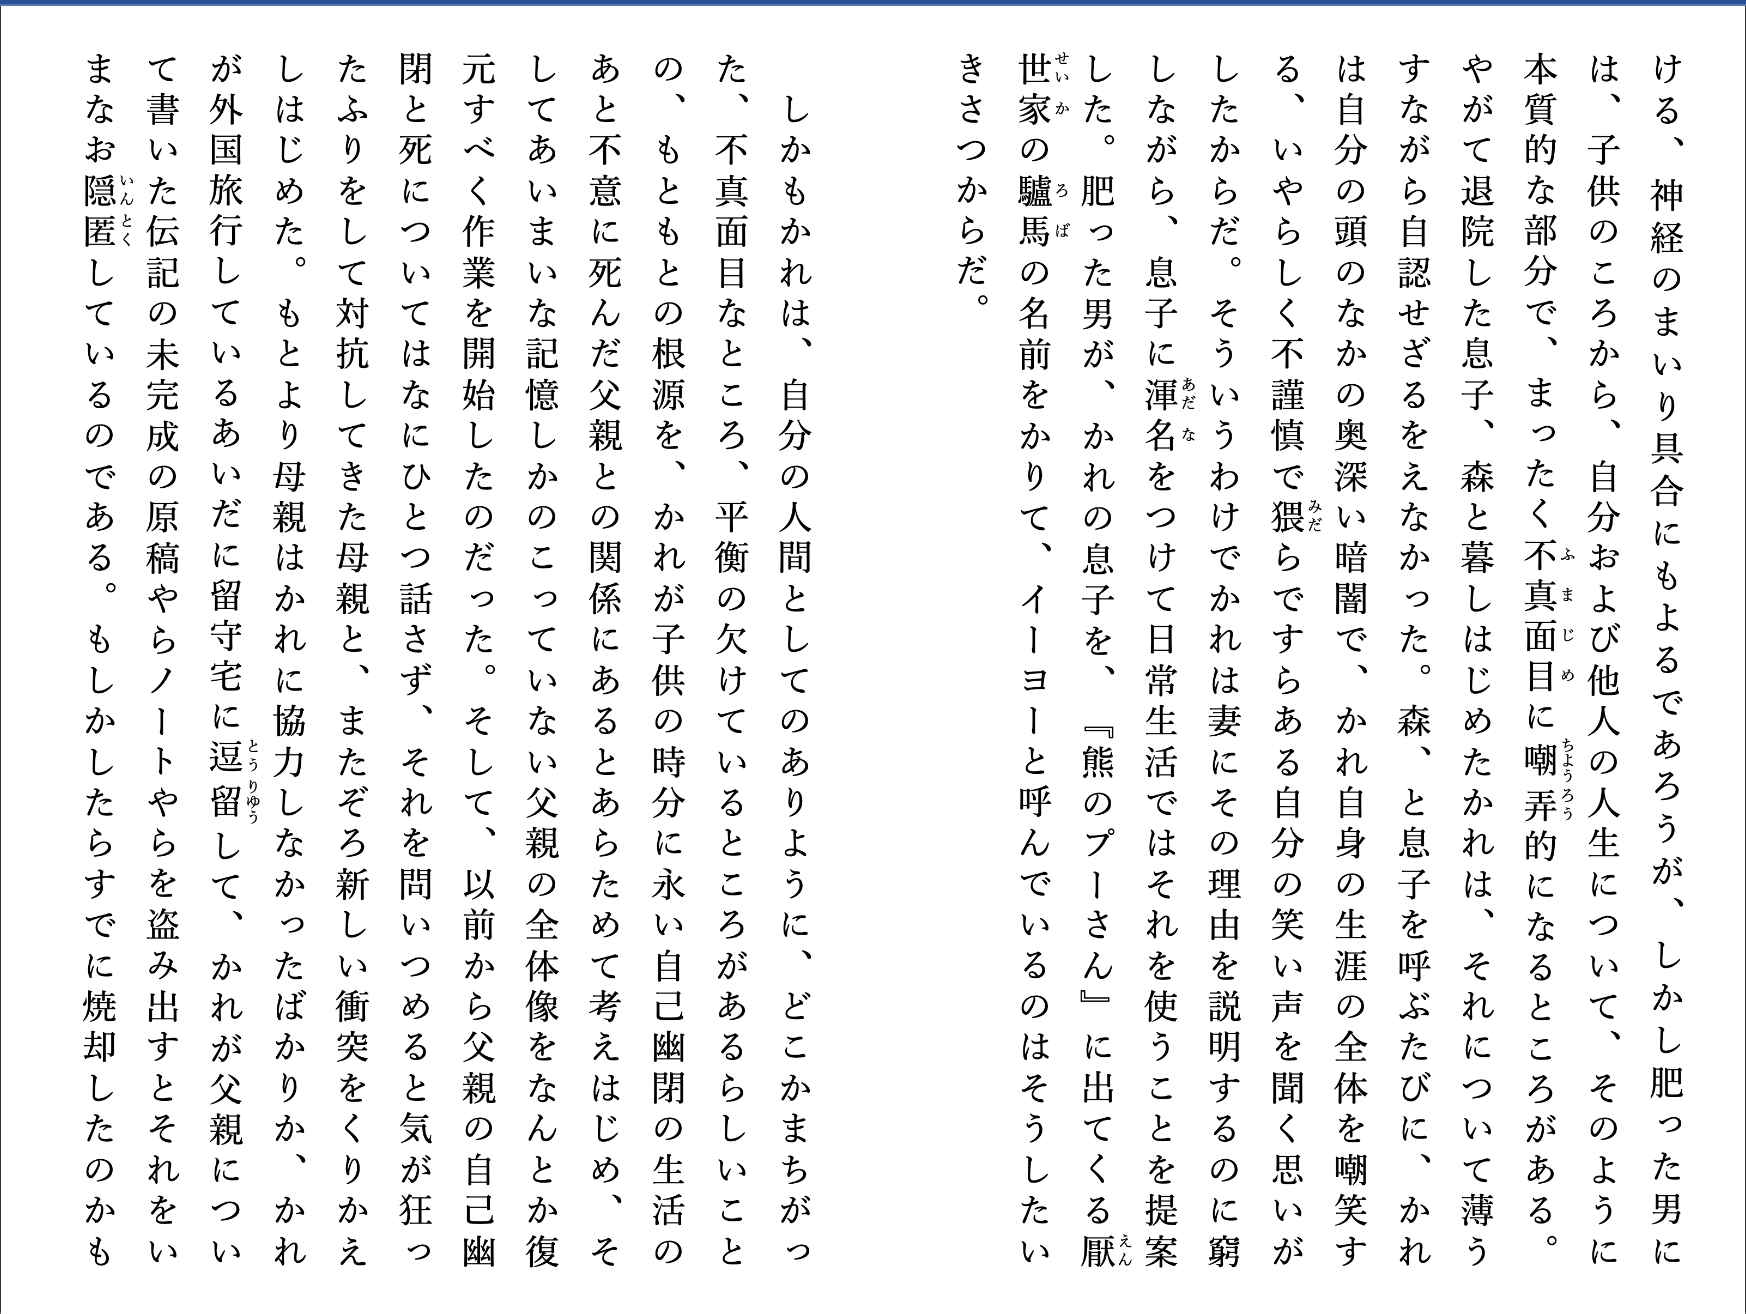 ける、神経のまいり具合にもよるであろうが、しかし肥った男に
は、子供のころから、自分および他人の人生について、そのように
本質的な部分で、まったく不真面目に嘲弄的になるところがある。
やがて退院した息子、森と暮しはじめたかれは、それについて薄う
すながら自認せざるをえなかった。森、と息子を呼ぶたびに、かれ
は自分の頭のなかの奥深い暗闇で、かれ自身の生涯の全体を嘲笑す
る、いやらしく不謹慎で猥らですらある自分の笑い声を聞く思いが
したからだ。そういうわけでかれは妻にその理由を説明するのに窮
しながら、息子に渾名をつけて日常生活ではそれを使うことを提案
した。肥った男が、かれの息子を、『熊のプーさん』に出てくる厭
世家の驢馬の名前をかりて、イーヨーと呼んでいるのはそうしたい
きさつからだ。
しかもかれは、自分の人間としてのありように、どこかまちがっ
た、不真面目なところ、平衡の欠けているところがあるらしいこと
の、もともとの根源を、かれが子供の時分に永い自己幽閉の生活の
あと不意に死んだ父親との関係にあるとあらためて考えはじめ、そ
してあいまいな記憶しかのこっていない父親の全体像をなんとか復
元すべく作業を開始したのだった。そして、以前から父親の自己幽
閉と死についてはなにひとつ話さず、それを問いつめると気が狂っ
たふりをして対抗してきた母親と、またぞろ新しい衝突をくりかえ
しはじめた。もとより母親はかれに協力しなかったばかりか、かれ
が外国旅行しているあいだに留守宅に逗留して、かれが父親につい
て書いた伝記の未完成の原稿やらノートやらを盗み出すとそれをい
まなお隠匿しているのである。もしかしたらすでに焼却したのかも